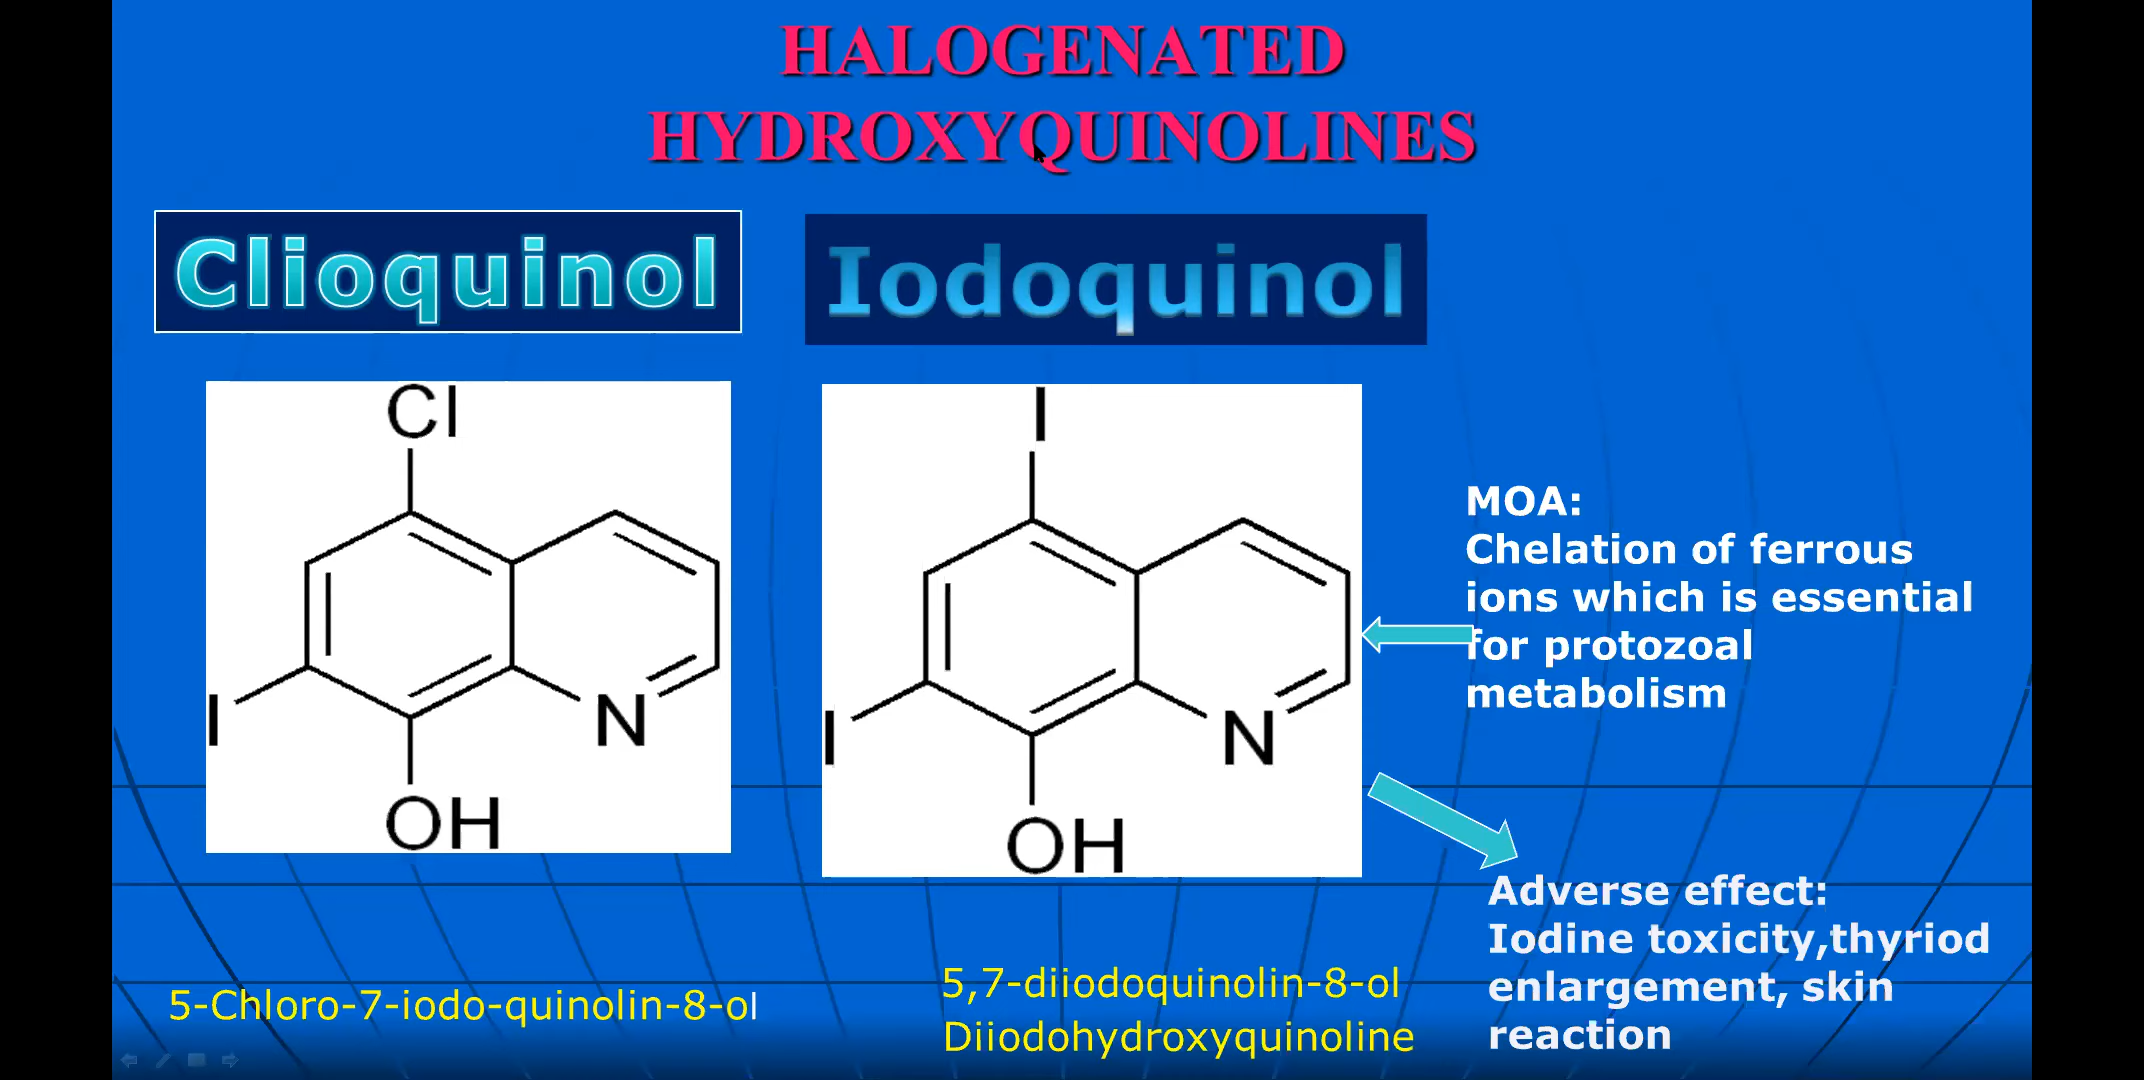 HALOGENATED
HYDROXYQUINOLINES
Clioquinol
Iodoquinol
Cl
I
N
OH
I
I
N
OH
MOA:
Chelation of ferrous
ions which is essential
for protozoal
metabolism
Adverse effect:
Iodine toxicity,thyriod
enlargement, skin
reaction
5-Chloro-7-iodo-quinolin-8-ol
5,7-diiodoquinolin-8-ol
Diiodohydroxyquinoline